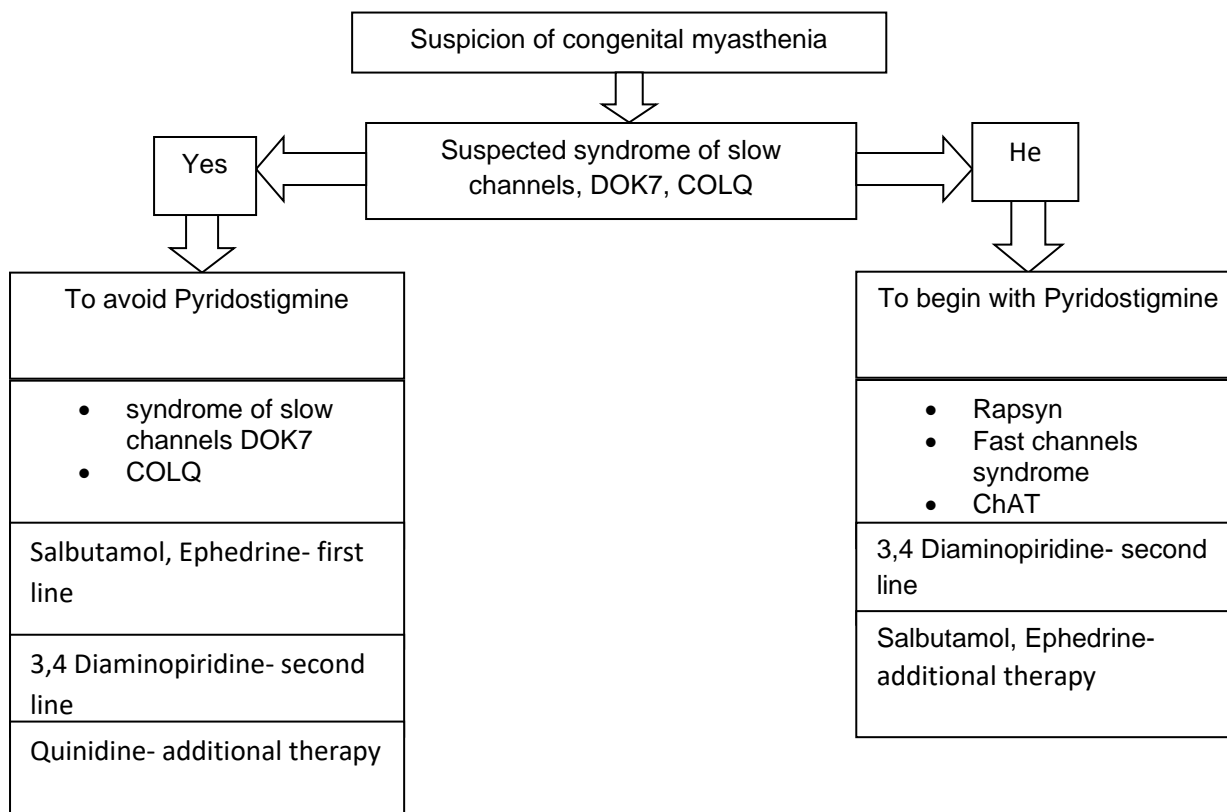 Suspicion of congenital myasthenia
Suspected syndrome of slow
channels, DOK7, COLQ
Yes
Не
To avoid Pyridostigmine
• syndrome of slow
channels DOK7
• COLQ
Salbutamol, Ephedrine- first
line
3,4 Diaminopiridine- second
line
Quinidine- additional therapy
To begin with Pyridostigmine
• Rapsyn
• Fast channels
syndrome
• ChAT
3,4 Diaminopiridine- second
line
Salbutamol, Ephedrine-
additional therapy